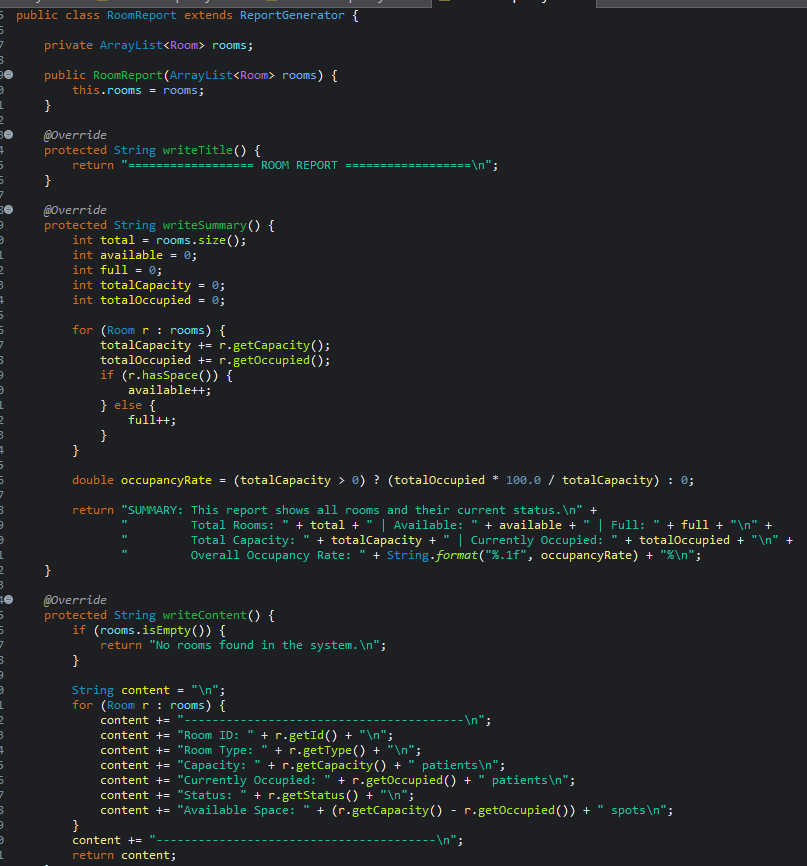 public class RoomReport extends ReportGenerator {
private ArrayList<Room> rooms;
public RoomReport(ArrayList<Room> rooms) {
this.rooms = rooms;
}
@Override
protected String writeTitle() {
return "================== ROOM REPORT ==================\n";
}
@Override
protected String writeSummary() {
int total = rooms.size();
int available = 0;
int full = 0;
int totalCapacity = 0;
int totalOccupied = 0;
for (Room r : rooms) {
totalCapacity += r.getCapacity();
totalOccupied += r.getOccupied();
if (r.hasSpace()) {
available++;
} else {
full++;
}
}
double occupancyRate = (totalCapacity > 0) ? (totalOccupied * 100.0 / totalCapacity) : 0;
return "SUMMARY: This report shows all rooms and their current status.\n" +
"         Total Rooms: " + total + " | Available: " + available + " | Full: " + full + "\n" +
"         Total Capacity: " + totalCapacity + " | Currently Occupied: " + totalOccupied + "\n" +
"         Overall Occupancy Rate: " + String.format("%.1f", occupancyRate) + "%\n";
}
@Override
protected String writeContent() {
if (rooms.isEmpty()) {
return "No rooms found in the system.\n";
}
String content = "\n";
for (Room r : rooms) {
content += "----------------------------------------\n";
content += "Room ID: " + r.getId() + "\n";
content += "Room Type: " + r.getType() + "\n";
content += "Capacity: " + r.getCapacity() + " patients\n";
content += "Currently Occupied: " + r.getOccupied() + " patients\n";
content += "Status: " + r.getStatus() + "\n";
content += "Available Space: " + (r.getCapacity() - r.getOccupied()) + " spots\n";
}
content += "----------------------------------------\n";
return content;